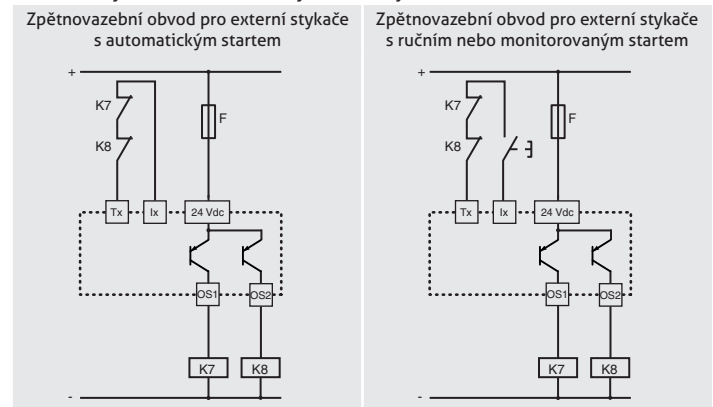 Zpětnovazební obvod pro externí stykače
s automatickým startem
+
K7
K8
F
Tx
Ix
24 Vdc
OS1
OS2
K7
K8
-
Zpětnovazební obvod pro externí stykače
s ručním nebo monitorovaným startem
+
K7
K8
F
Tx
Ix
24 Vdc
OS1
OS2
K7
K8
-